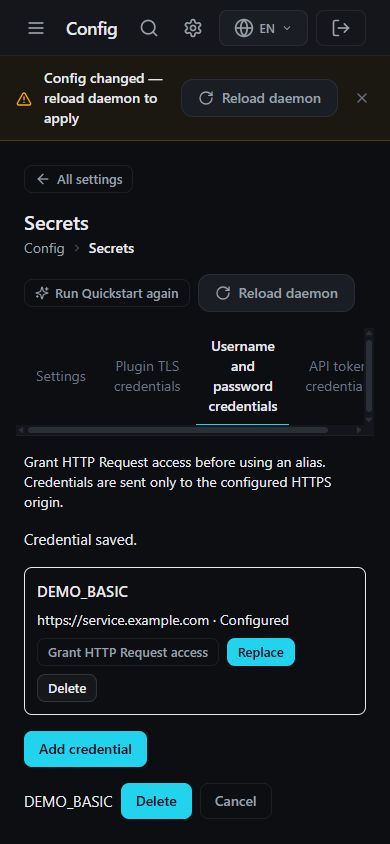 Config
EN
Config changed —
reload daemon to
apply
Reload daemon
All settings
Secrets
Config > Secrets
Run Quickstart again
Reload daemon
Settings
Plugin TLS
credentials
Username
and
password
credentials
API token
credentia
Grant HTTP Request access before using an alias.
Credentials are sent only to the configured HTTPS
origin.
Credential saved.
DEMO_BASIC
https://service.example.com · Configured
Grant HTTP Request access
Replace
Delete
Add credential
DEMO_BASIC
Delete
Cancel